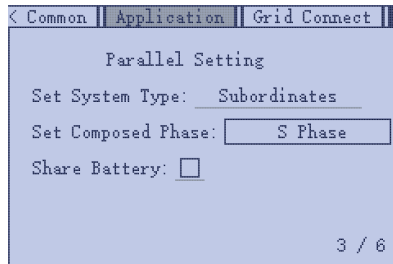 < Common Application Grid Connect
Parallel Setting
Set System Type: Subordinates
Set Composed Phase: S Phase
Share Battery:
3 / 6